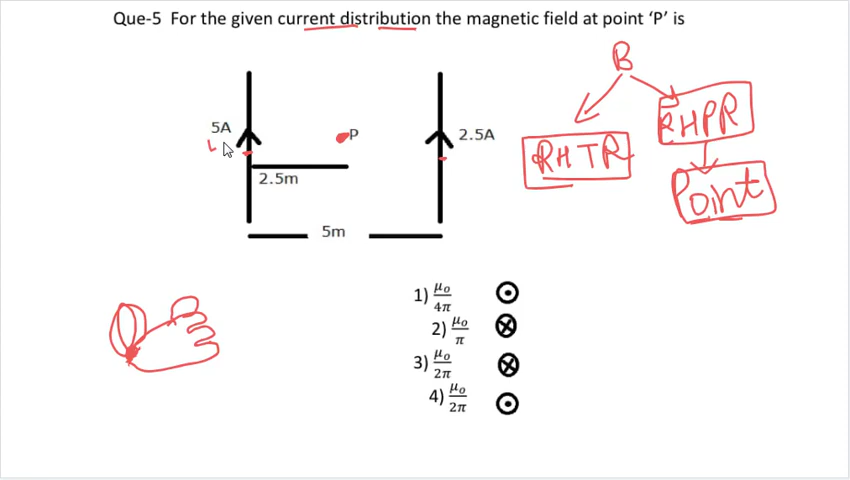 Que-5 For the given current distribution the magnetic field at point 'P' is
B
RHTR
RHPR
Point
5A
P
2.5A
2.5m
5m
1) μ₀/4π ⊙
2) μ₀/π ⊗
3) μ₀/2π ⊗
4) μ₀/2π ⊙